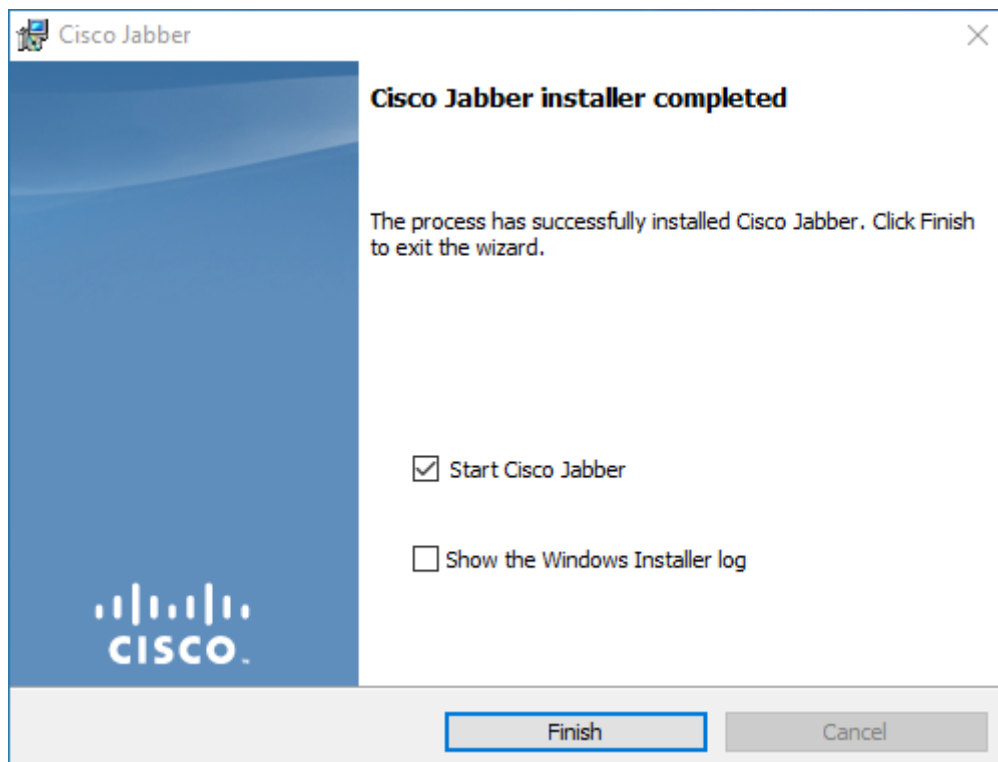 Cisco Jabber
Cisco Jabber installer completed
The process has successfully installed Cisco Jabber. Click Finish
to exit the wizard.
Start Cisco Jabber
Show the Windows Installer log
CISCO.
Finish
Cancel